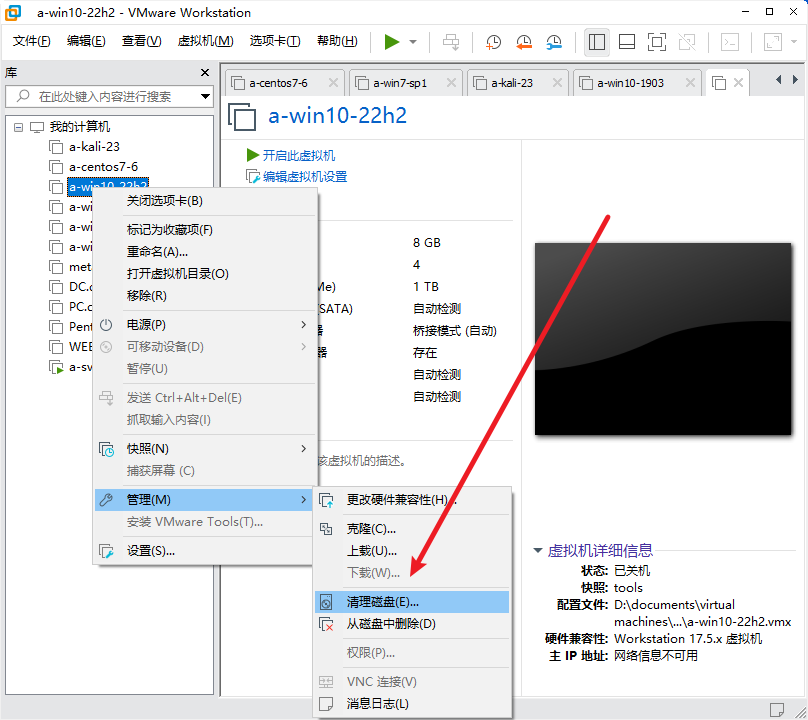 a-win10-22h2 - VMware Workstation
文件(F) 编辑(E) 查看(V) 虚拟机(M) 选项卡(T) 帮助(H)
库
在此处键入内容进行搜索
我的计算机
a-kali-23
a-centos7-6
a-win10-22h2
a-wi
a-wi
a-wi
meta
DC.c
PC.c
Pent
WEB
a-sv
a-centos7-6 a-win7-sp1 a-kali-23 a-win10-1903
a-win10-22h2
开启此虚拟机
编辑虚拟机设置
8 GB
4
Me) 1 TB
(SATA) 自动检测
器 桥接模式 (自动)
器 存在
自动检测
自动检测
该虚拟机的描述。
关闭选项卡(B)
标记为收藏项(F)
重命名(A)...
打开虚拟机目录(O)
移除(R)
电源(P)
可移动设备(D)
暂停(U)
发送 Ctrl+Alt+Del(E)
抓取输入内容(I)
快照(N)
捕获屏幕 (C)
管理(M)
安装 VMware Tools(T)...
设置(S)...
更改硬件兼容性(H)...
克隆(C)...
上载(U)...
下载(W)...
清理磁盘(E)...
从磁盘中删除(D)
权限(P)...
VNC 连接(V)
消息日志(L)
虚拟机详细信息
状态: 已关机
快照: tools
配置文件: D:\documents\virtual
machines\...\a-win10-22h2.vmx
硬件兼容性: Workstation 17.5.x 虚拟机
主 IP 地址: 网络信息不可用